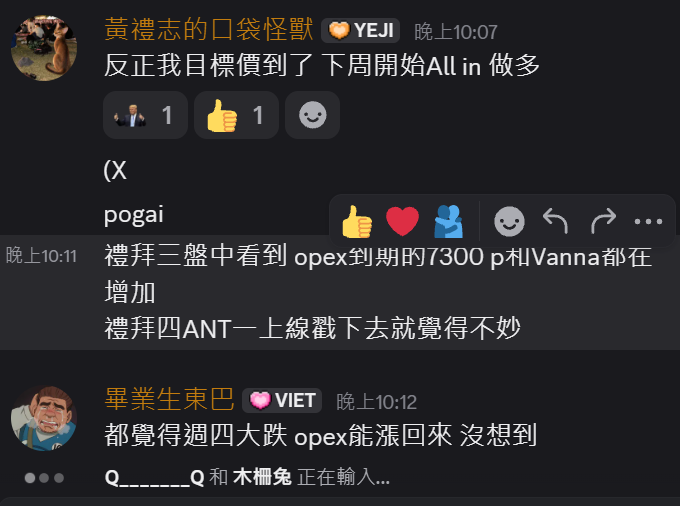 黃禮志的口袋怪獸 YEJI 晚上10:07
反正我目標價到了 下周開始All in 做多
1 1
(X
pogai
晚上10:11 禮拜三盤中看到 opex到期的7300 p和Vanna都在
增加
禮拜四ANT一上線戳下去就覺得不妙
畢業生東巴 VIET 晚上10:12
都覺得週四大跌 opex能漲回來 沒想到
Q_______Q 和 木柵兔 正在輸入...